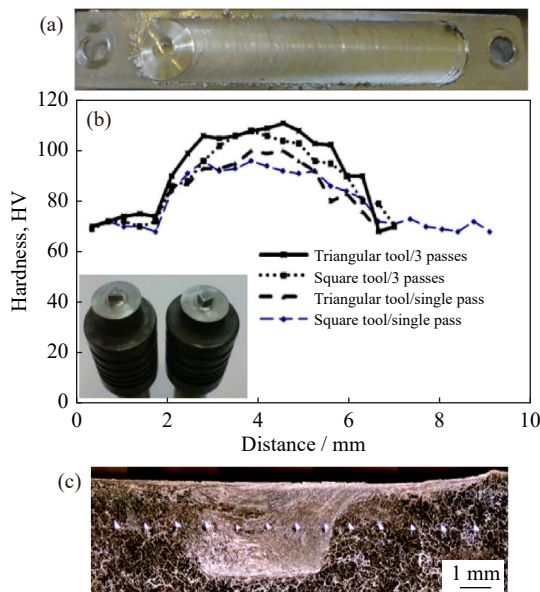 (a)
120
(b)
100
80
60
40
20
0
Hardness, HV
Triangular tool/3 passes
Square tool/3 passes
Triangular tool/single pass
Square tool/single pass
0 2 4 6 8 10
Distance / mm
(c)
1 mm